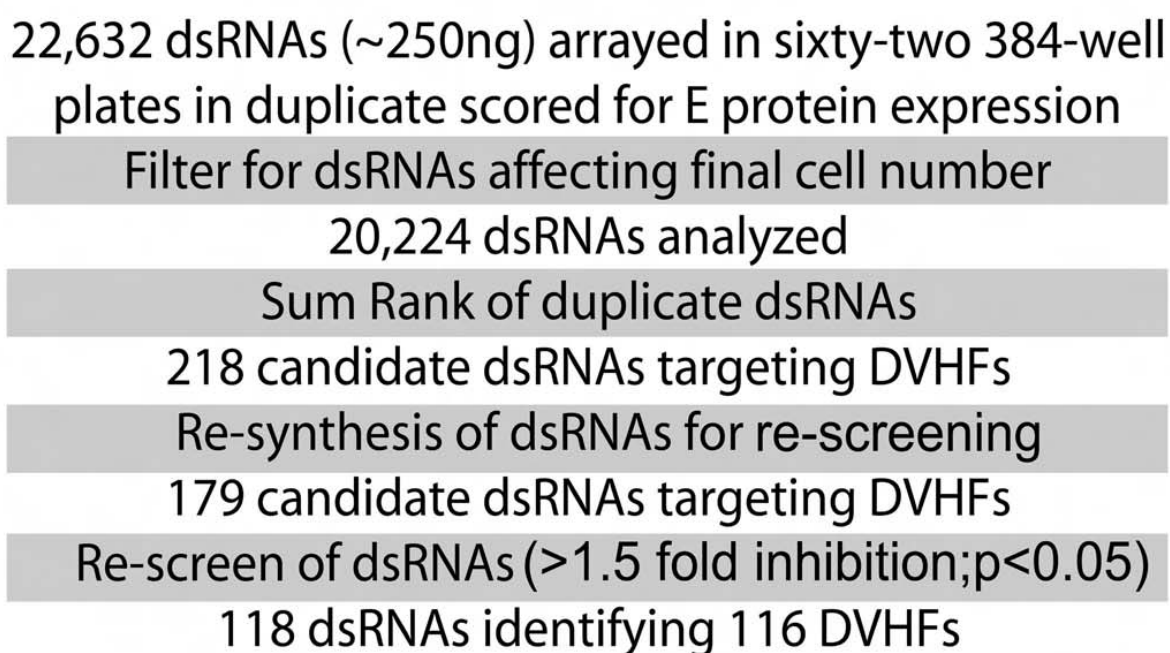 22,632 dsRNAs (~250ng) arrayed in sixty-two 384-well
plates in duplicate scored for E protein expression
Filter for dsRNAs affecting final cell number
20,224 dsRNAs analyzed
Sum Rank of duplicate dsRNAs
218 candidate dsRNAs targeting DVHFs
Re-synthesis of dsRNAs for re-screening
179 candidate dsRNAs targeting DVHFs
Re-screen of dsRNAs (>1.5 fold inhibition;p<0.05)
118 dsRNAs identifying 116 DVHFs